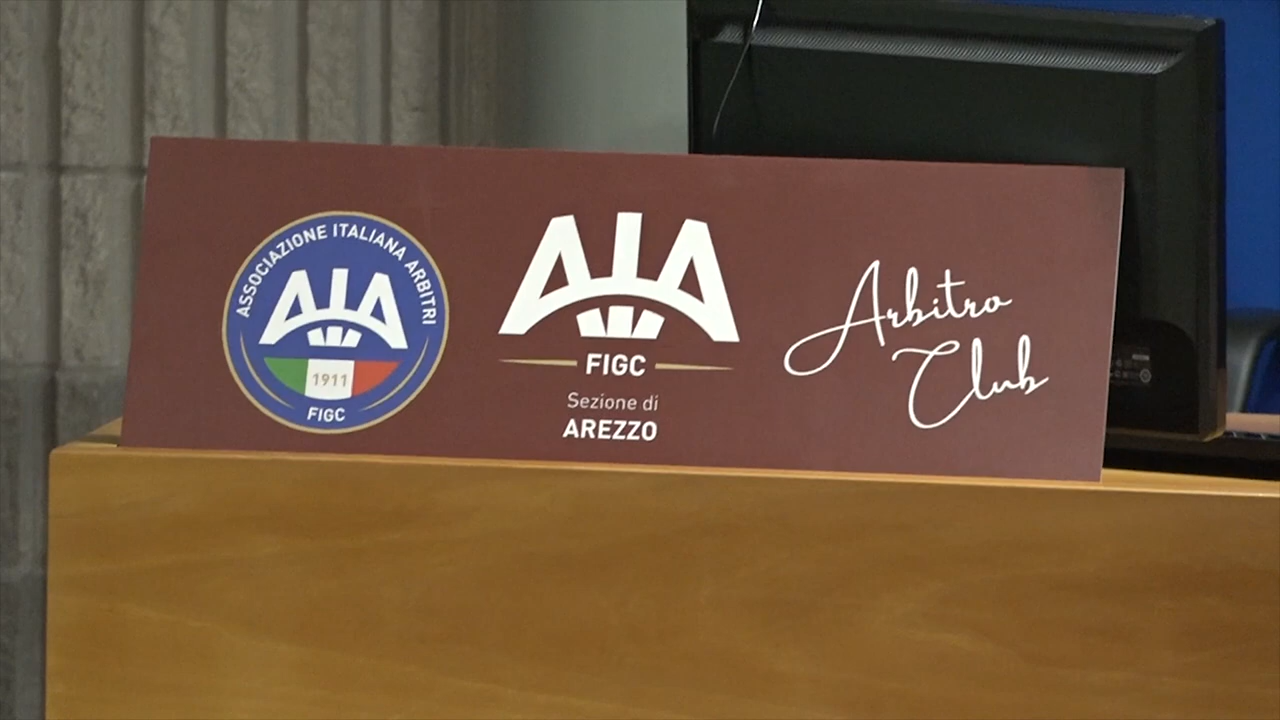 ASSOCIAZIONE ITALIANA ARBITRI
AIA
1911
FIGC
AIA
FIGC
Sezione di
AREZZO
Arbitro
Club